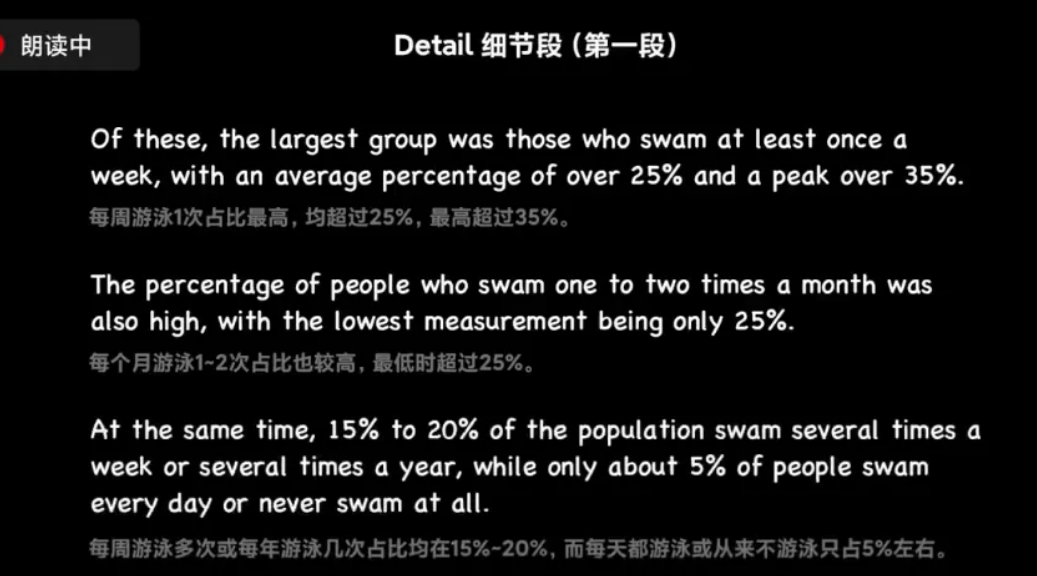 朗读中
Detail 细节段（第一段）
Of these, the largest group was those who swam at least once a
week, with an average percentage of over 25% and a peak over 35%.
每周游泳1次占比最高，均超过25%，最高超过35%。
The percentage of people who swam one to two times a month was
also high, with the lowest measurement being only 25%.
每个月游泳1~2次占比也较高，最低时超过25%。
At the same time, 15% to 20% of the population swam several times a
week or several times a year, while only about 5% of people swam
every day or never swam at all.
每周游泳多次或每年游泳几次占比均在15%~20%，而每天都游泳或从来不游泳只占5%左右。